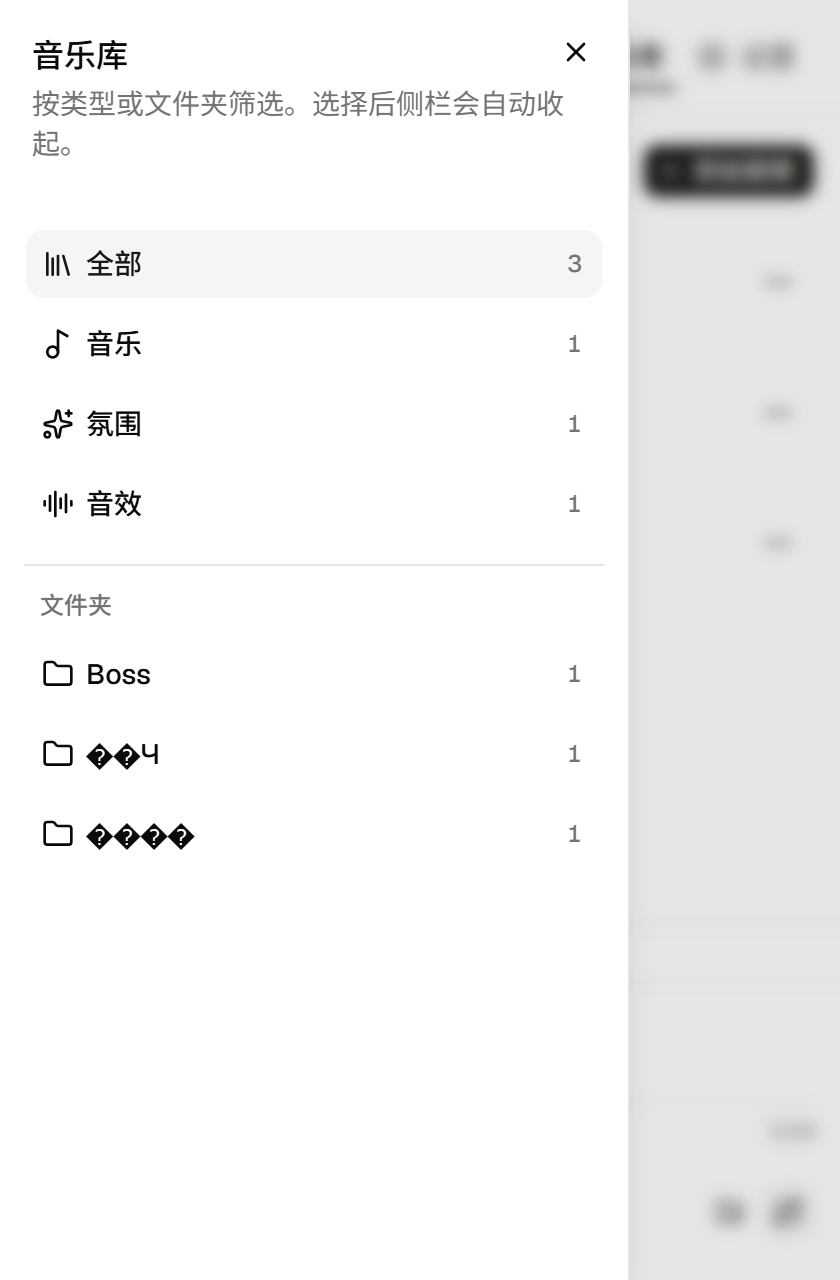 音乐库
按类型或文件夹筛选。选择后侧栏会自动收
起。
全部 3
音乐 1
氛围 1
音效 1
文件夹
Boss 1
��Ч 1
���� 1